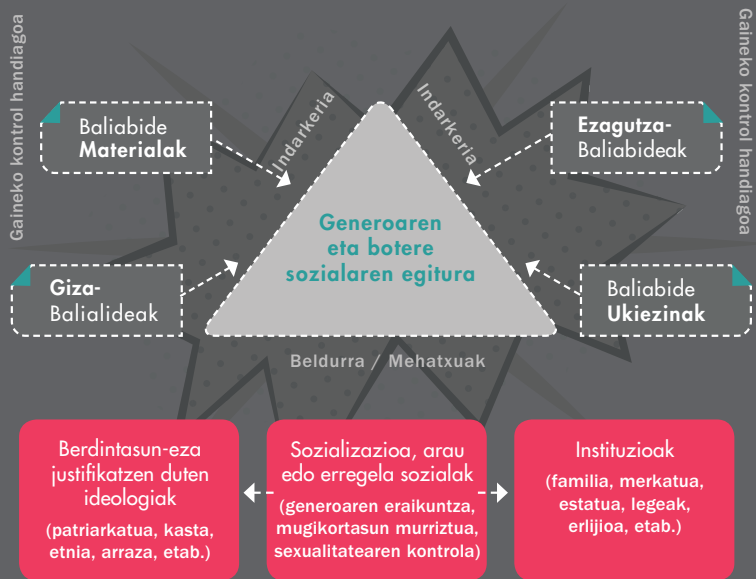 Gaineko kontrol handiagoa
Gaineko kontrol handiagoa
Indarkeria
Indarkeria
Baliabide
Materialak
Ezagutza-
Baliabideak
Generoaren
eta botere
sozialaren egitura
Giza-
Balialideak
Baliabide
Ukiezinak
Beldurra / Mehatxuak
Berdintasun-eza
justifikatzen duten
ideologiak
(patriarkatua, kasta,
etnia, arraza, etab.)
Sozializazioa, arau
edo erregela sozialak
(generoaren eraikuntza,
mugikortasun murriztua,
sexualitatearen kontrola)
Instituzioak
(familia, merkatua,
estatua, legeak,
erlijioa, etab.)